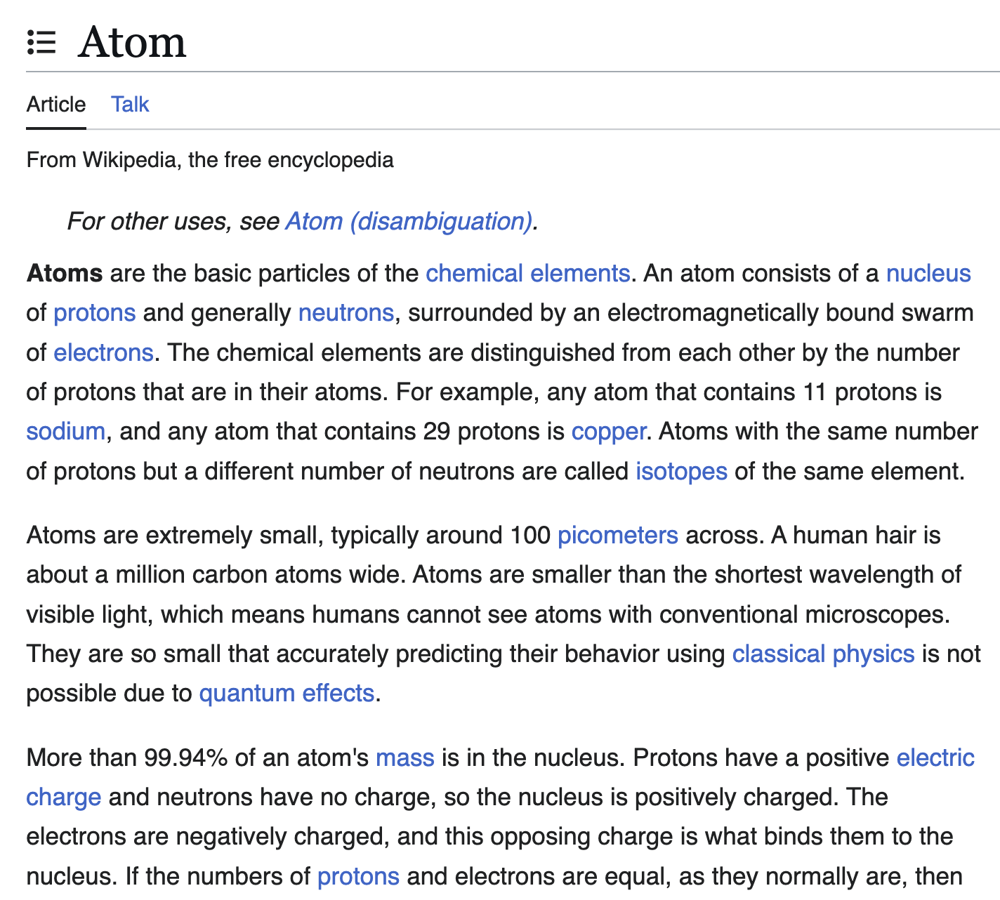 Atom
Article Talk
From Wikipedia, the free encyclopedia
For other uses, see Atom (disambiguation).
Atoms are the basic particles of the chemical elements. An atom consists of a nucleus
of protons and generally neutrons, surrounded by an electromagnetically bound swarm
of electrons. The chemical elements are distinguished from each other by the number
of protons that are in their atoms. For example, any atom that contains 11 protons is
sodium, and any atom that contains 29 protons is copper. Atoms with the same number
of protons but a different number of neutrons are called isotopes of the same element.
Atoms are extremely small, typically around 100 picometers across. A human hair is
about a million carbon atoms wide. Atoms are smaller than the shortest wavelength of
visible light, which means humans cannot see atoms with conventional microscopes.
They are so small that accurately predicting their behavior using classical physics is not
possible due to quantum effects.
More than 99.94% of an atom's mass is in the nucleus. Protons have a positive electric
charge and neutrons have no charge, so the nucleus is positively charged. The
electrons are negatively charged, and this opposing charge is what binds them to the
nucleus. If the numbers of protons and electrons are equal, as they normally are, then